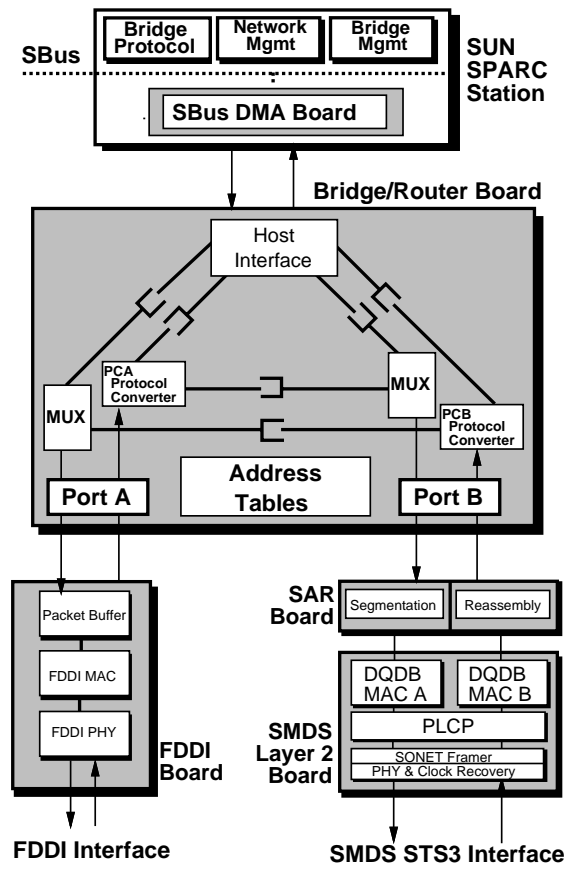 Bridge
Protocol
Network
Mgmt
Bridge
Mgmt
SBus
SUN
SPARC
Station
SBus DMA Board
Bridge/Router Board
Host
Interface
PCA
Protocol
Converter
MUX
MUX
PCB
Protocol
Converter
Address
Tables
Port A
Port B
Packet Buffer
FDDI MAC
FDDI PHY
FDDI
Board
FDDI Interface
SAR
Board
Segmentation
Reassembly
DQDB
MAC A
DQDB
MAC B
PLCP
SMDS
Layer 2
Board
SONET Framer
PHY & Clock Recovery
SMDS STS3 Interface